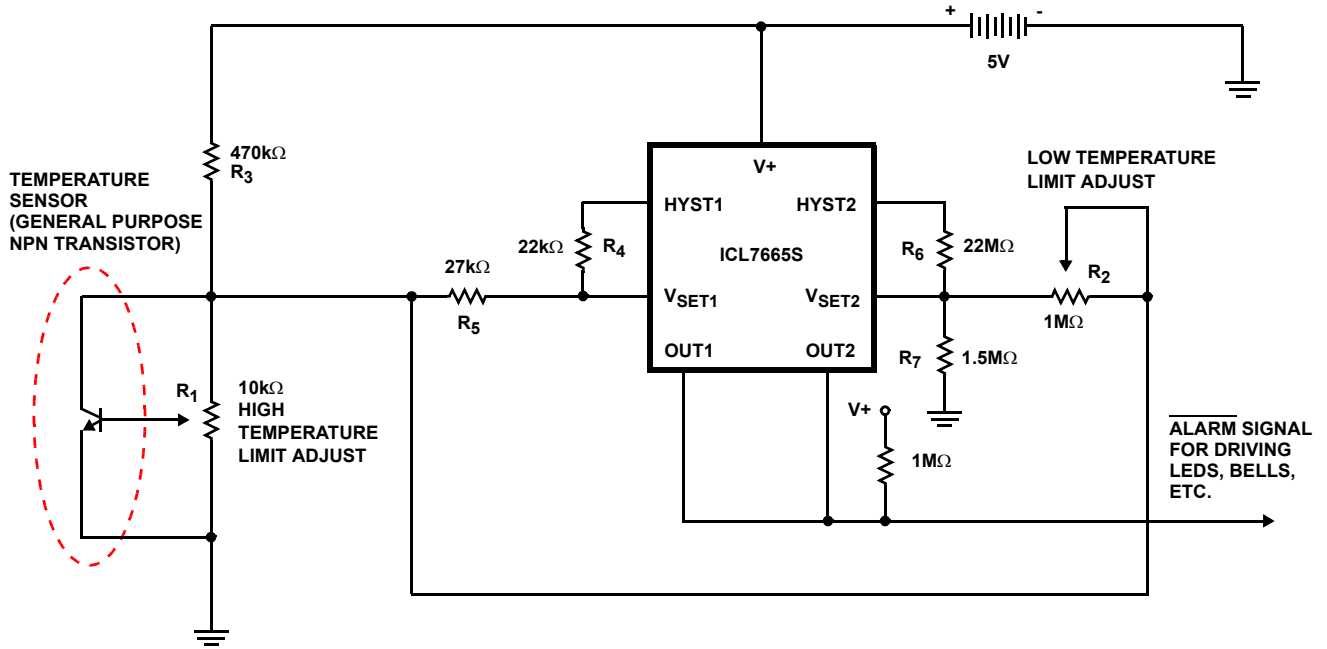 +
-
5V
470kΩ
R3
TEMPERATURE
SENSOR
(GENERAL PURPOSE
NPN TRANSISTOR)
V+
LOW TEMPERATURE
LIMIT ADJUST
HYST1
HYST2
22kΩ
R4
ICL7665S
R6
22MΩ
27kΩ
R2
VSET1
VSET2
R5
1MΩ
OUT1
OUT2
R7
1.5MΩ
R1
10kΩ
HIGH
TEMPERATURE
LIMIT ADJUST
V+
1MΩ
ALARM SIGNAL
FOR DRIVING
LEDS, BELLS,
ETC.